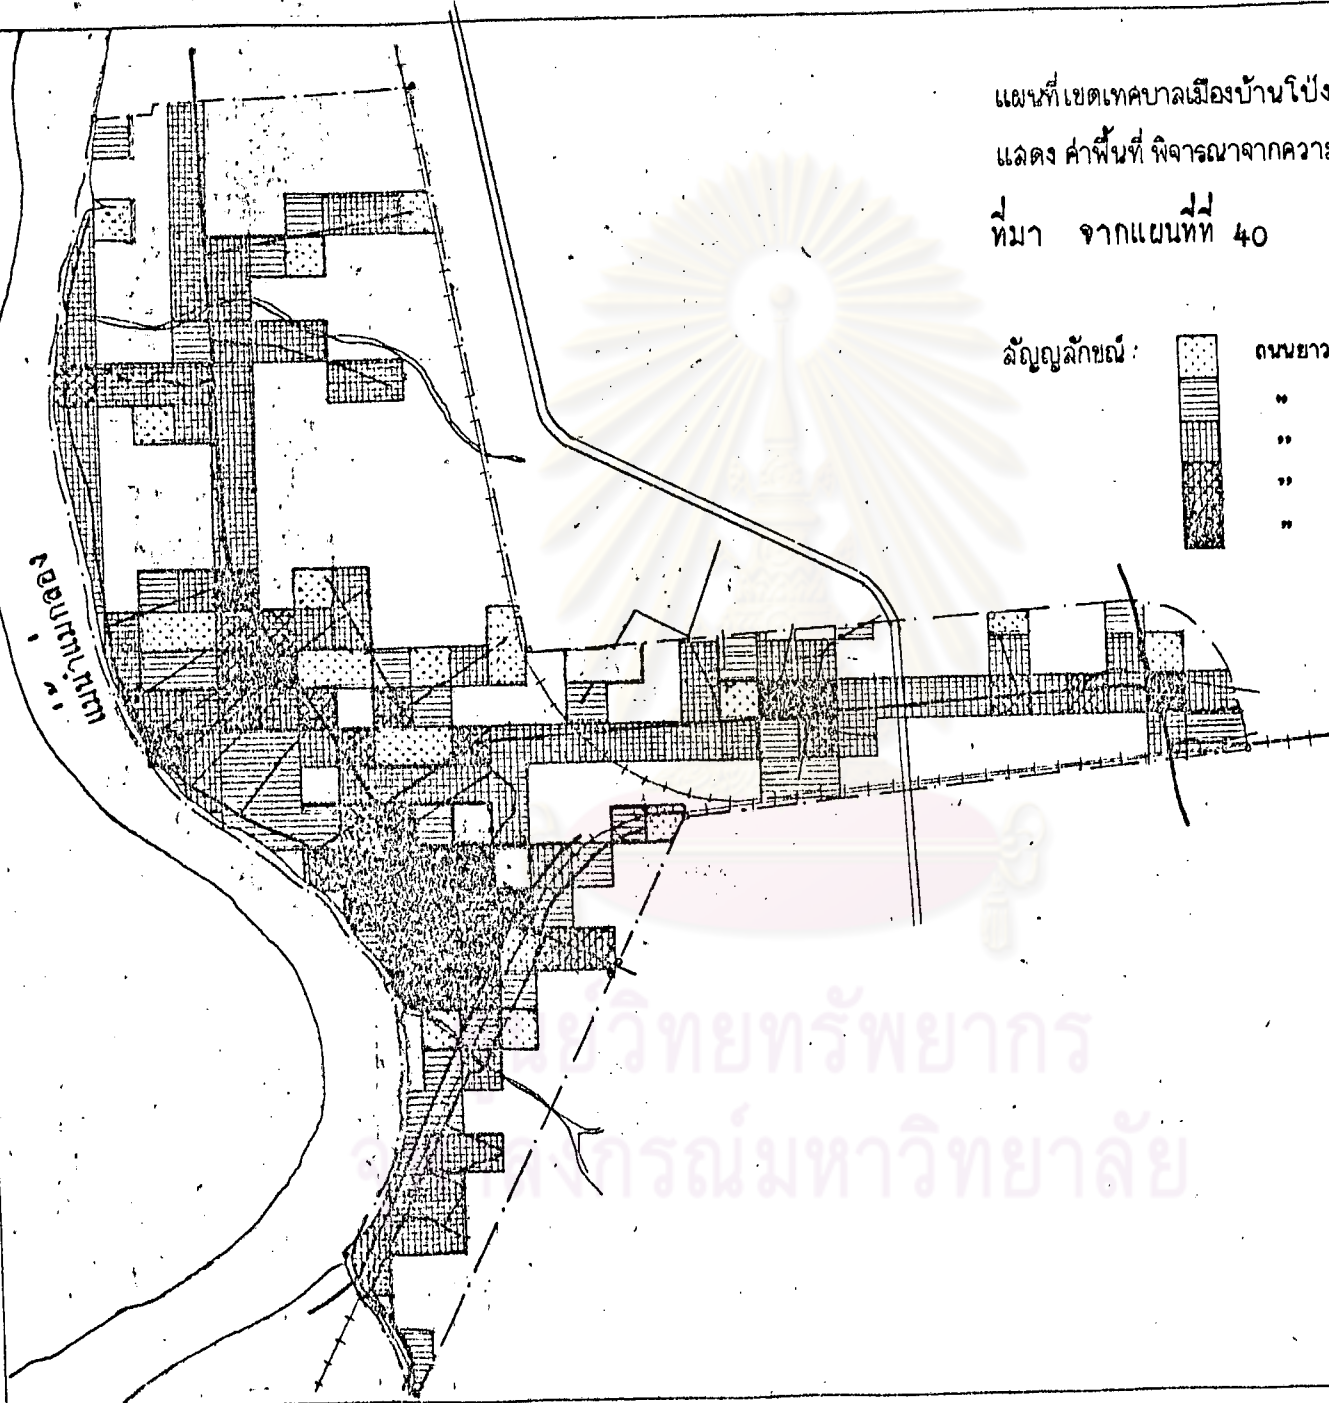 แผนที่เขตเทศบาลเมืองบ้านโป่ง
แสดง ค่าพื้นที่ พิจารณาจากความ
ที่มา จากแผนที่ที่ 40
สัญญลักษณ์ :
ถนนยาว
"
"
"
"
แม่น้ำแม่กลอง
ศูนย์วิทยทรัพยากร
จุฬาลงกรณ์มหาวิทยาลัย